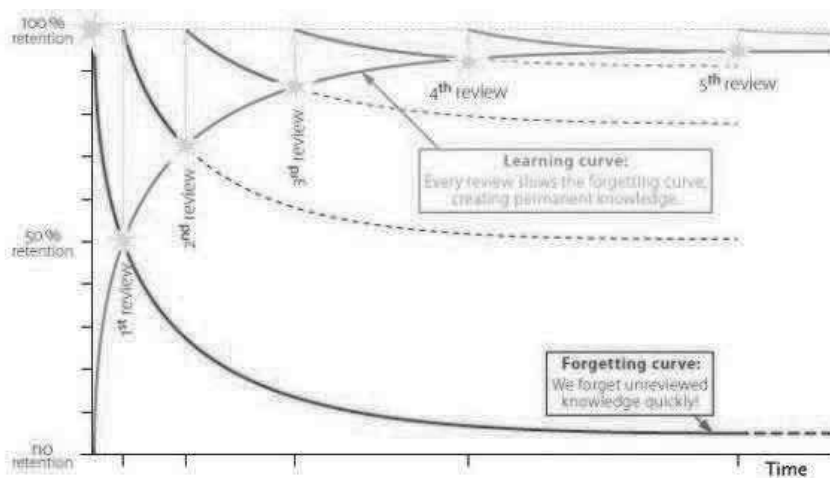 100%
retention
4th review
5th review
3rd review
2nd review
1st review
Learning curve:
Every review slows the forgetting curve,
creating permanent knowledge.
50%
retention
Forgetting curve:
We forget unreviewed
knowledge quickly!
no
retention
Time